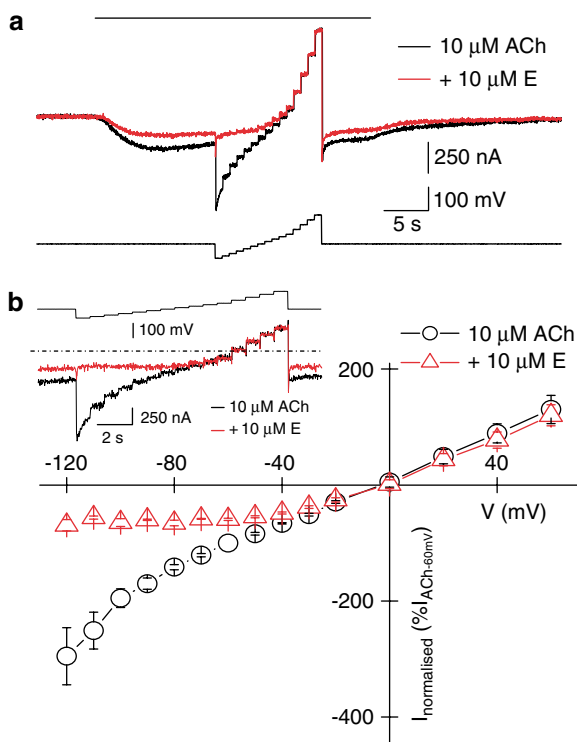 a
10 µM ACh
+ 10 µM E
250 nA
100 mV
5 s
b
100 mV
10 µM ACh
+ 10 µM E
250 nA
2 s
10 µM ACh
+ 10 µM E
200
-120
-80
-40
40
V (mV)
-200
-400
Inormalised (%IACh-60mV)